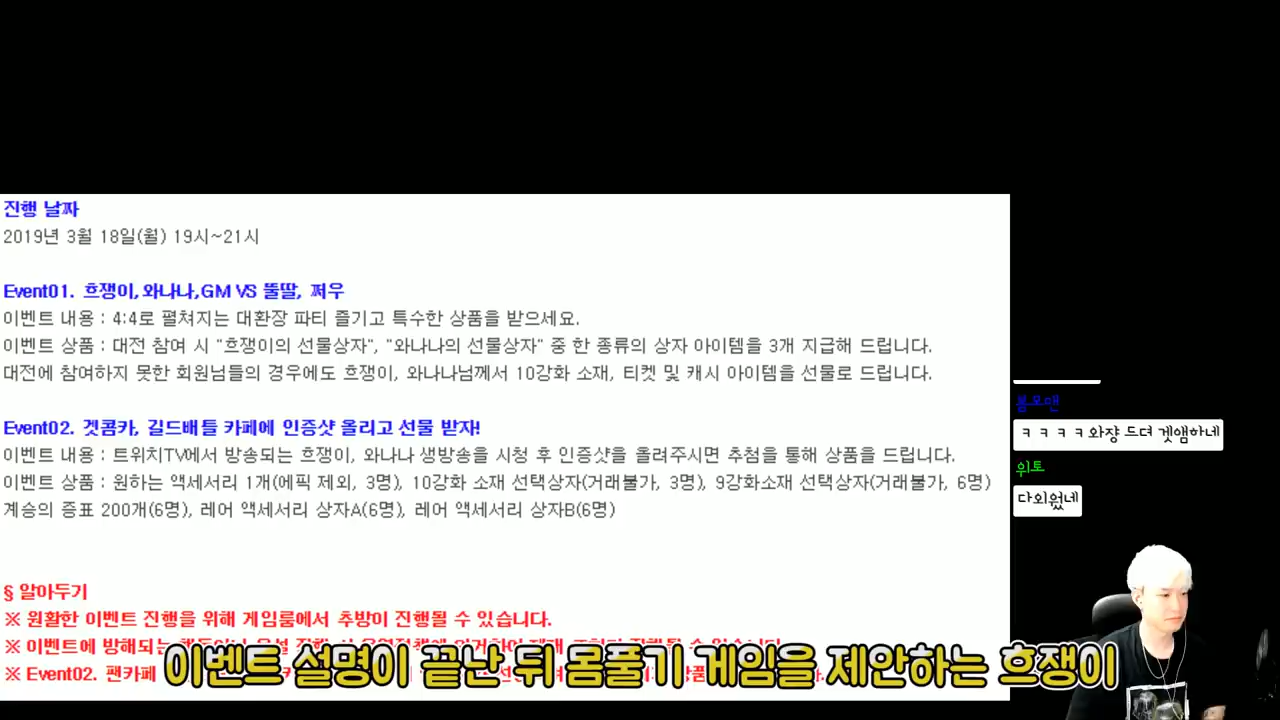 진행 날짜
2019년 3월 18일(월) 19시~21시
Event01. 흐쟁이,와나나,GM VS 뚤딸, 쩌우
이벤트 내용 : 4:4로 펼쳐지는 대환장 파티 즐기고 특수한 상품을 받으세요.
이벤트 상품 : 대전 참여 시 "흐쟁이의 선물상자", "와나나의 선물상자" 중 한 종류의 상자 아이템을 3개 지급해 드립니다.
대전에 참여하지 못한 회원님들의 경우에도 흐쟁이, 와나나님께서 10강화 소재, 티켓 및 캐시 아이템을 선물로 드립니다.
Event02. 겟콤카, 길드배틀 카페에 인증샷 올리고 선물 받자!
이벤트 내용 : 트위치TV에서 방송되는 흐쟁이, 와나나 생방송을 시청 후 인증샷을 올려주시면 추첨을 통해 상품을 드립니다.
이벤트 상품 : 원하는 액세서리 1개(에픽 제외, 3명), 10강화 소재 선택상자(거래불가, 3명), 9강화소재 선택상자(거래불가, 6명)
계승의 증표 200개(6명), 레어 액세서리 상자A(6명), 레어 액세서리 상자B(6명)
§ 알아두기
※ 원활한 이벤트 진행을 위해 게임룸에서 추방이 진행될 수 있습니다.
※ 이벤트에 방해되는
※ Event02. 팬카페
이벤트 설명이 끝난 뒤 몸풀기 게임을 제안하는 흐쟁이
ㅋㅋㅋㅋ와쟝 드뎌 겟앰하네
위토
다외웠네